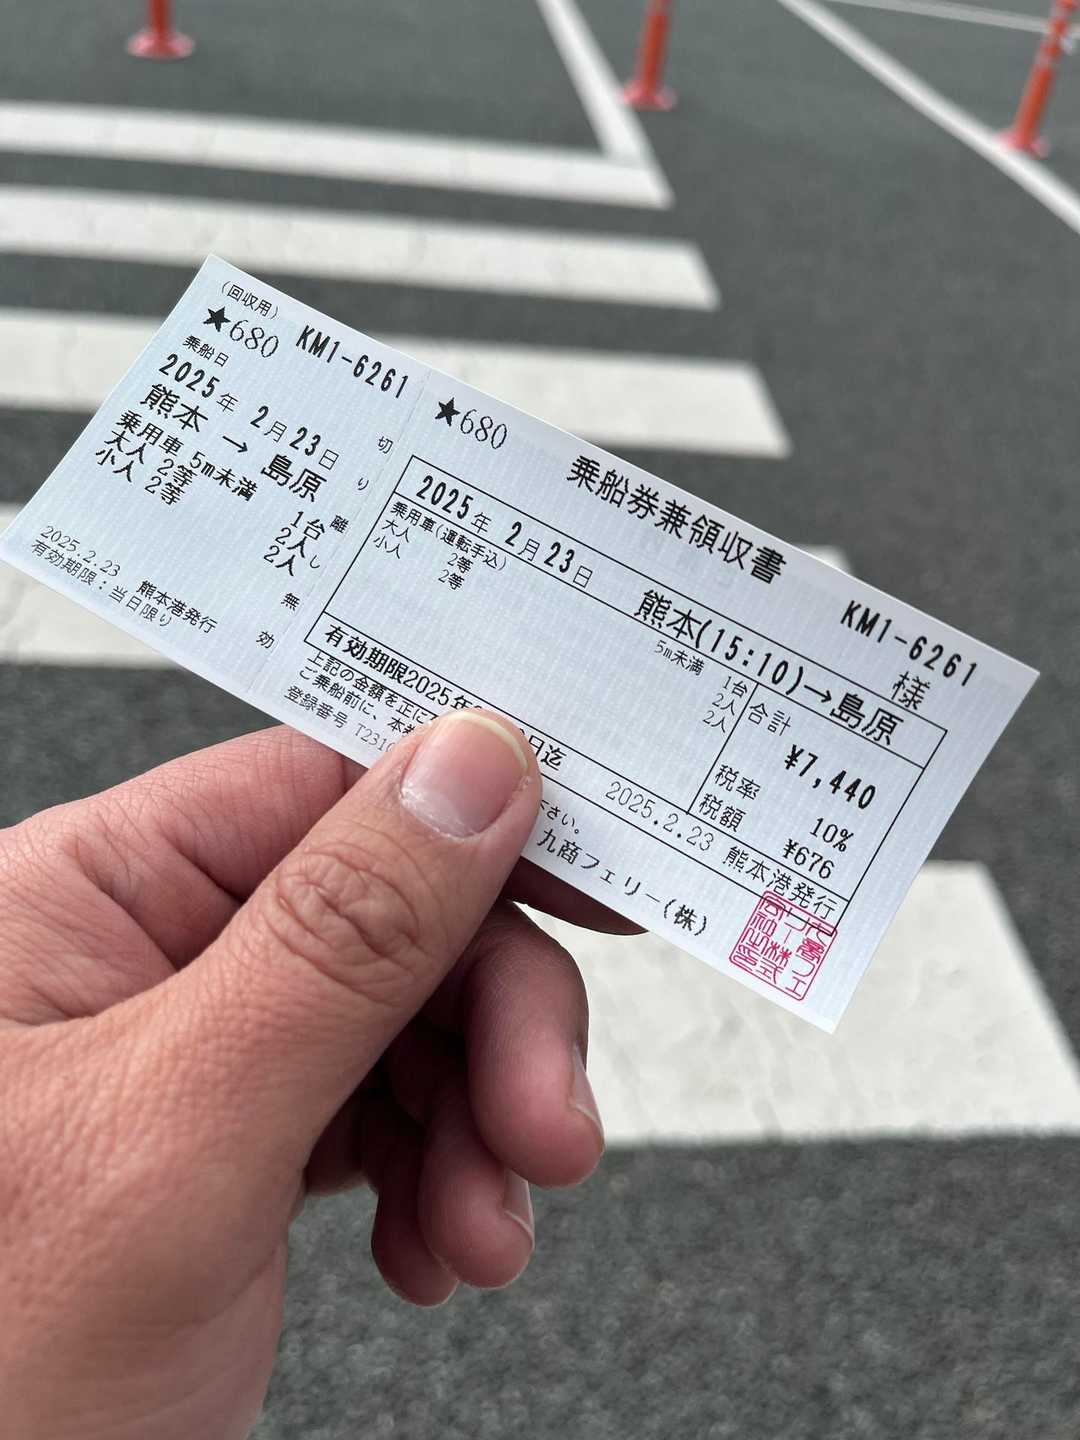 (回収用)
★680 KM1-6261
乗船日
2025年 2月23日
熊本 → 島原
乗用車 5m未満 1台
大人 2等 2人
小人 2等 2人
2025.2.23 熊本港発行
有効期限:当日限り
切り離し無効
★680 乗船券兼領収書 KM1-6261
様
2025年 2月23日 熊本(15:10)→島原
乗用車(運転手込) 5m未満 1台
大人 2等 2人
小人 2等 2人
合計
¥7,440
税率 10%
税額 ¥676
有効期限2025年 日迄
2025.2.23 熊本港発行
上記の金額を正に
ご乗船前に、本 下さい。
登録番号 九商フェリー(株)